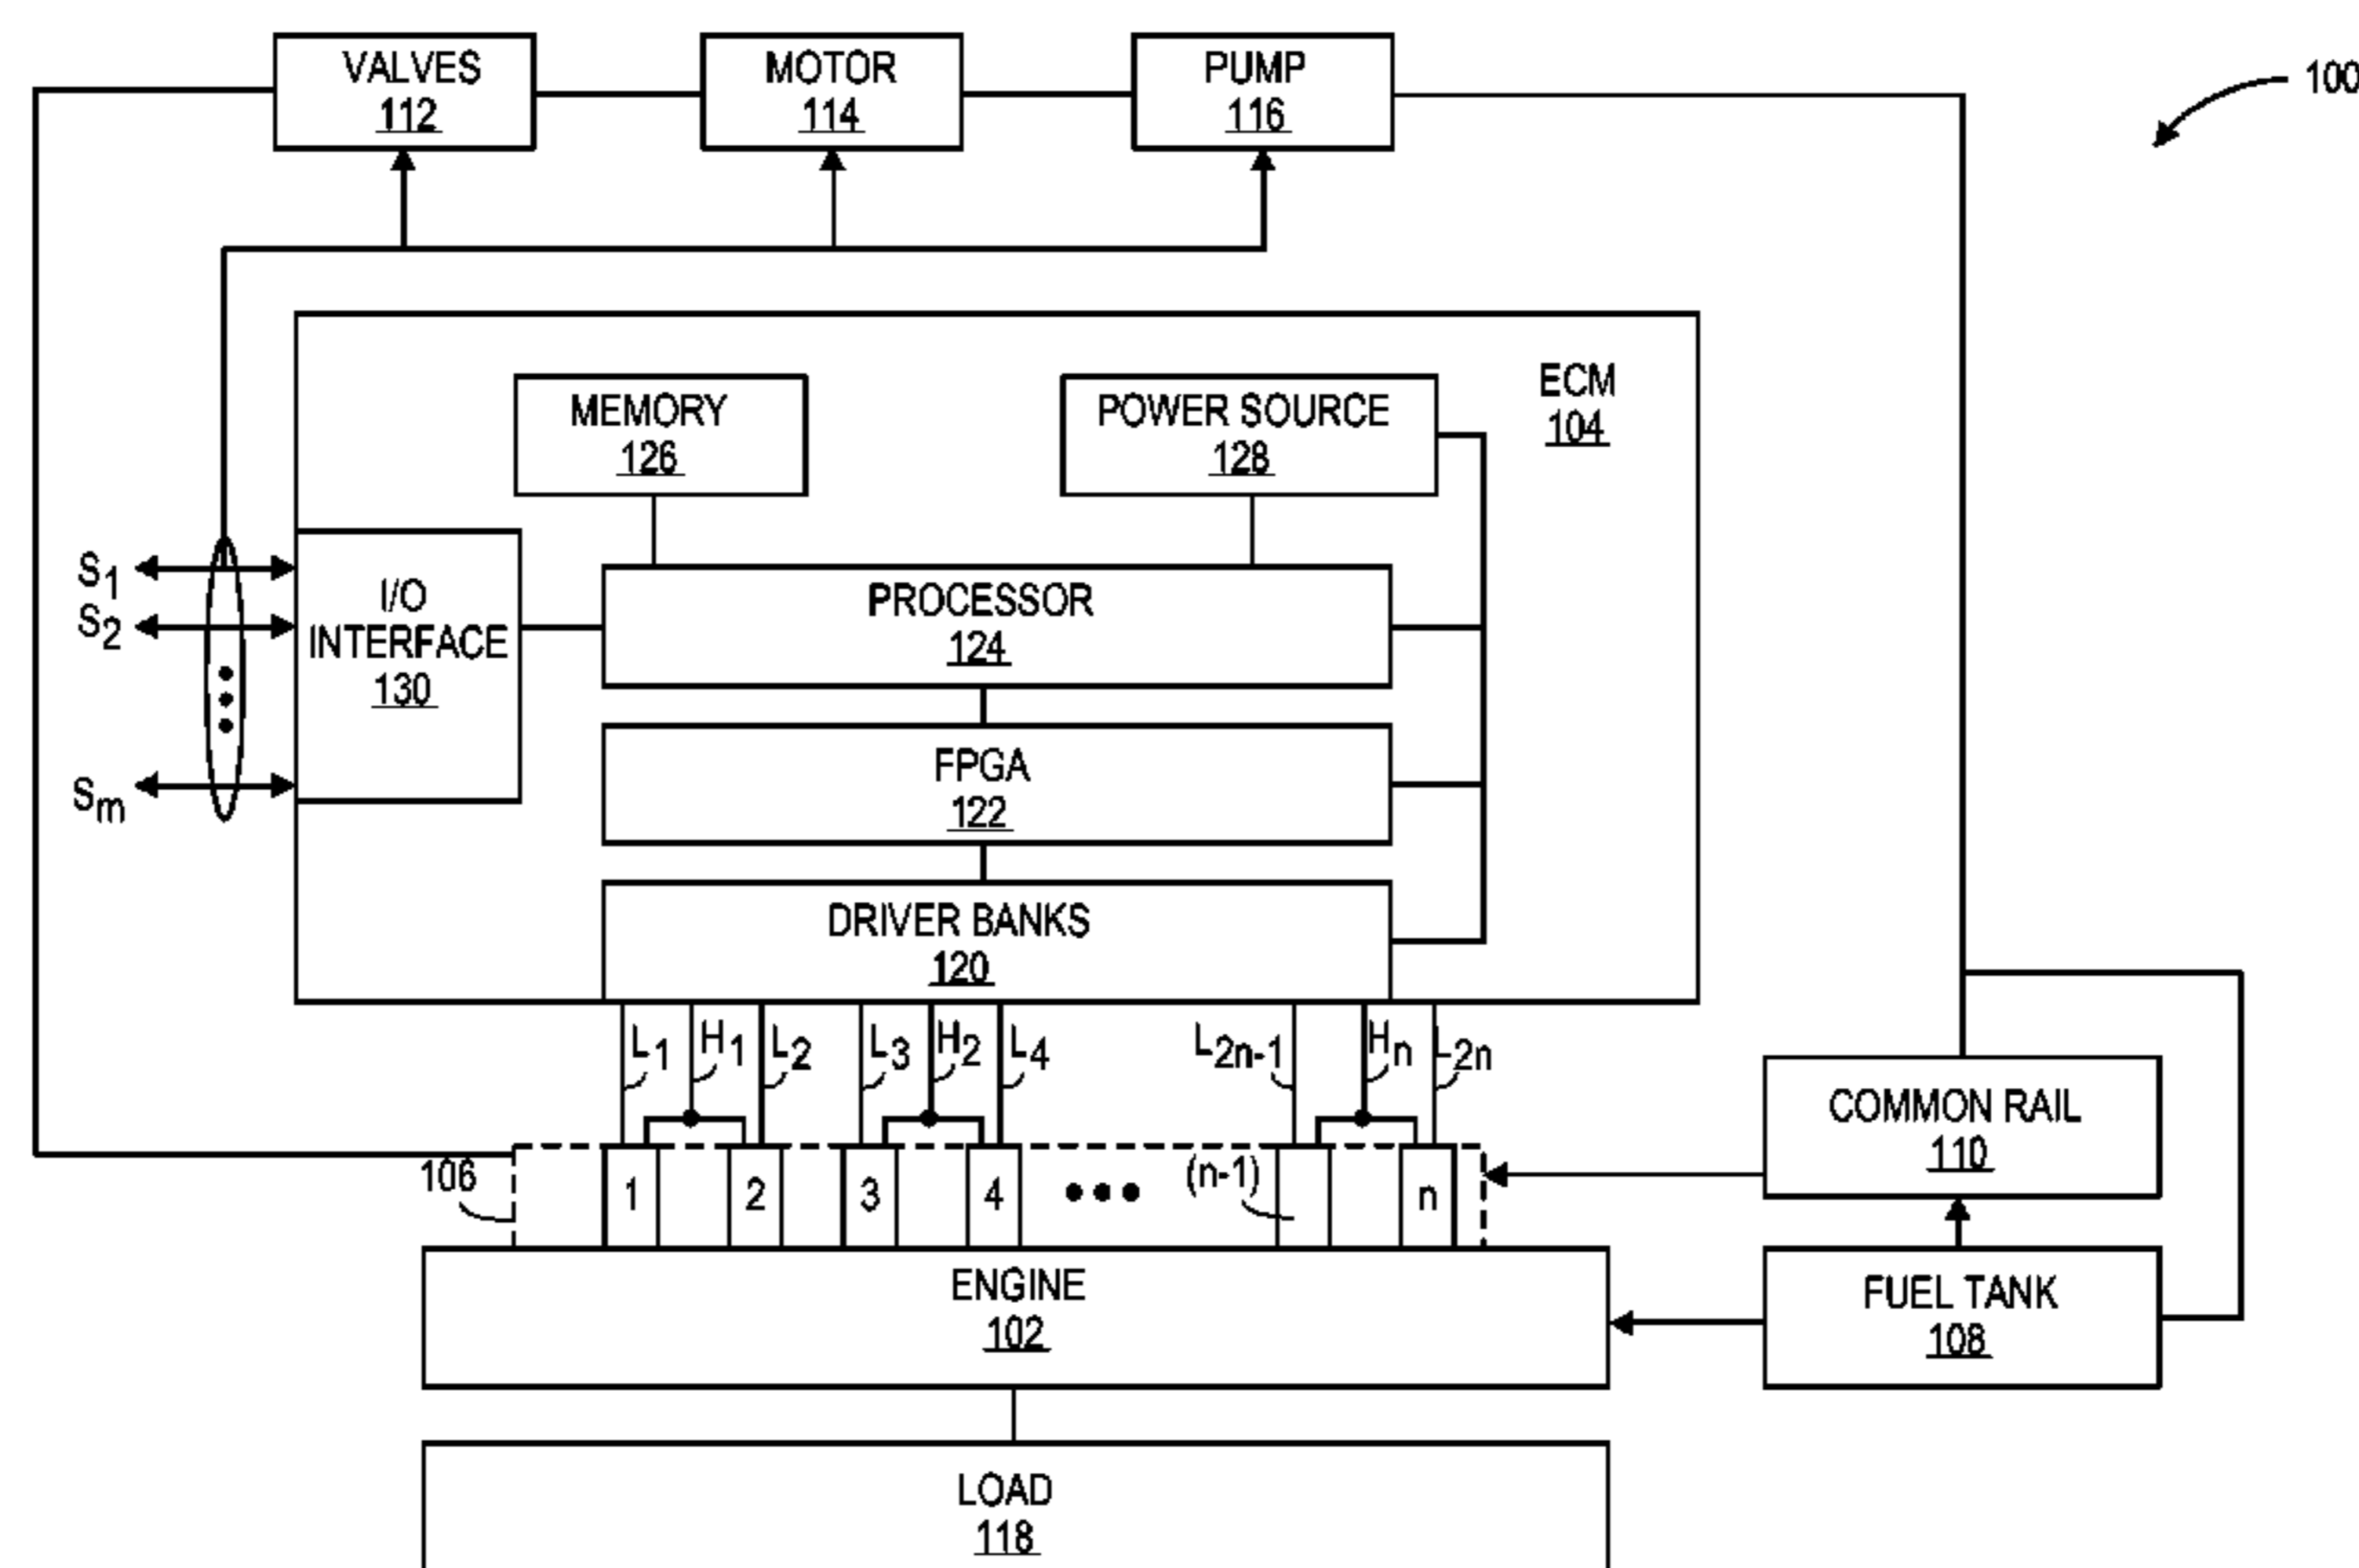 VALVES
112
MOTOR
114
PUMP
116
100
ECM
104
MEMORY
126
POWER SOURCE
128
S1
S2
Sm
I/O
INTERFACE
130
PROCESSOR
124
FPGA
122
DRIVER BANKS
120
L1 H1 L2 L3 H2 L4 L2n-1 Hn L2n
COMMON RAIL
110
106
1 2 3 4 ••• (n-1) n
ENGINE
102
FUEL TANK
108
LOAD
118